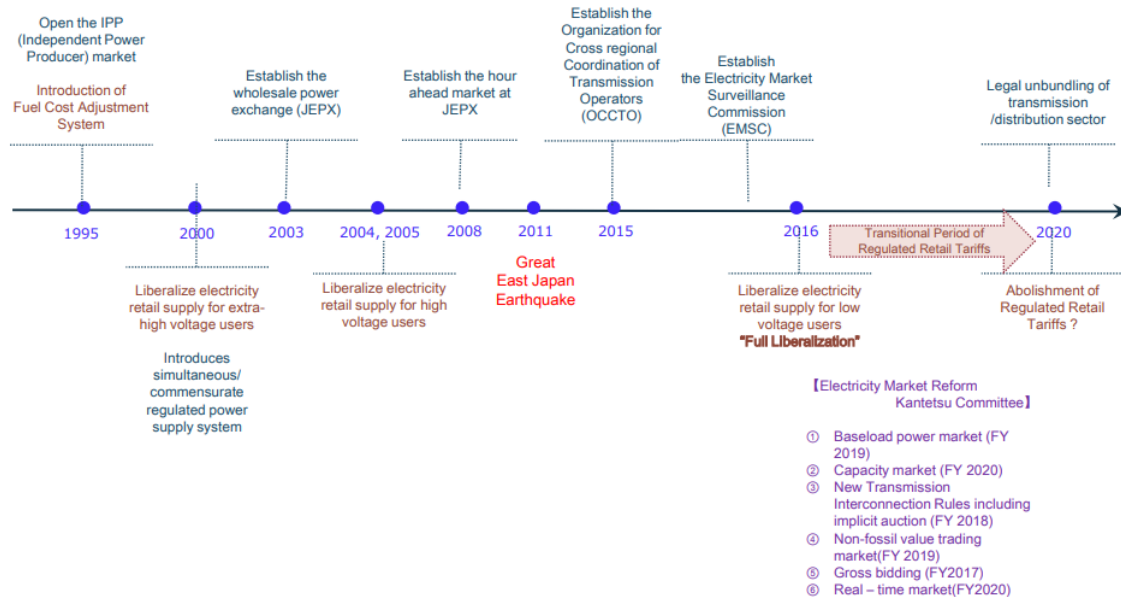 Open the IPP
(Independent Power
Producer) market
Introduction of
Fuel Cost Adjustment
System
Establish the
wholesale power
exchange (JEPX)
Establish the hour
ahead market at
JEPX
Establish the
Organization for
Cross regional
Coordination of
Transmission
Operators
(OCCTO)
Establish
the Electricity Market
Surveillance
Commission
(EMSC)
Legal unbundling of
transmission
/distribution sector
1995
2000
2003
2004, 2005
2008
2011
2015
2016
Transitional Period of
Regulated Retail Tariffs
2020
Liberalize electricity
retail supply for extra-
high voltage users
Introduces
simultaneous/
commensurate
regulated power
supply system
Liberalize electricity
retail supply for high
voltage users
Great
East Japan
Earthquake
Liberalize electricity
retail supply for low
voltage users
"Full Liberalization"
Abolishment of
Regulated Retail
Tariffs ?
【Electricity Market Reform
Kantetsu Committee】
① Baseload power market (FY
2019)
② Capacity market (FY 2020)
③ New Transmission
Interconnection Rules including
implicit auction (FY 2018)
④ Non-fossil value trading
market(FY 2019)
⑤ Gross bidding (FY2017)
⑥ Real – time market(FY2020)